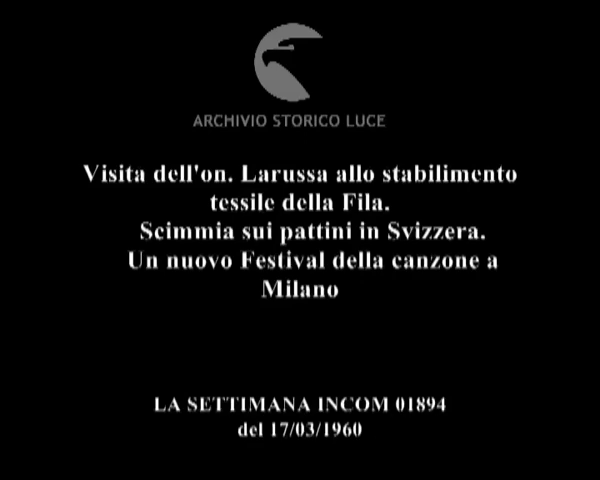 ARCHIVIO STORICO LUCE
Visita dell'on. Larussa allo stabilimento
tessile della Fila.
Scimmia sui pattini in Svizzera.
Un nuovo Festival della canzone a
Milano
LA SETTIMANA INCOM 01894
del 17/03/1960